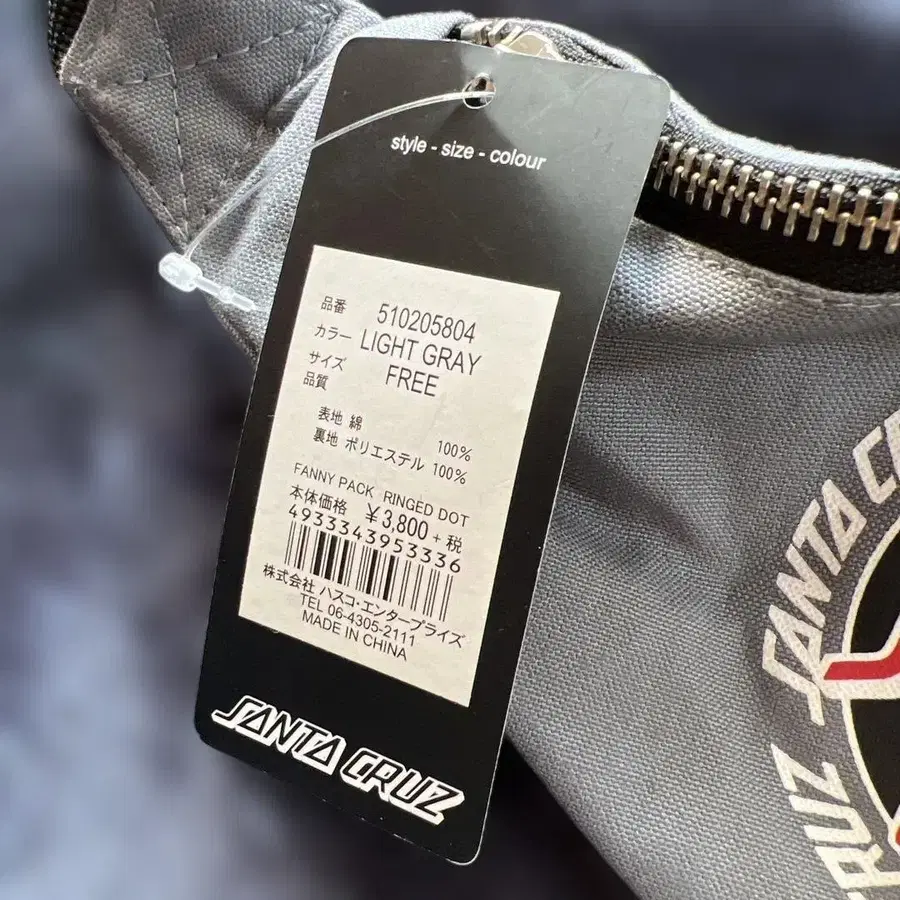 style - size - colour
品番 510205804
カラー LIGHT GRAY
サイズ FREE
品質
表地 綿 100%
裏地 ポリエステル 100%
FANNY PACK RINGED DOT
本体価格 ¥3,800 +税
4933343953336
株式会社 ハスコ・エンタープライズ
TEL 06-4305-2111
MADE IN CHINA
SANTA CRUZ
SANTA CR
CRUZ